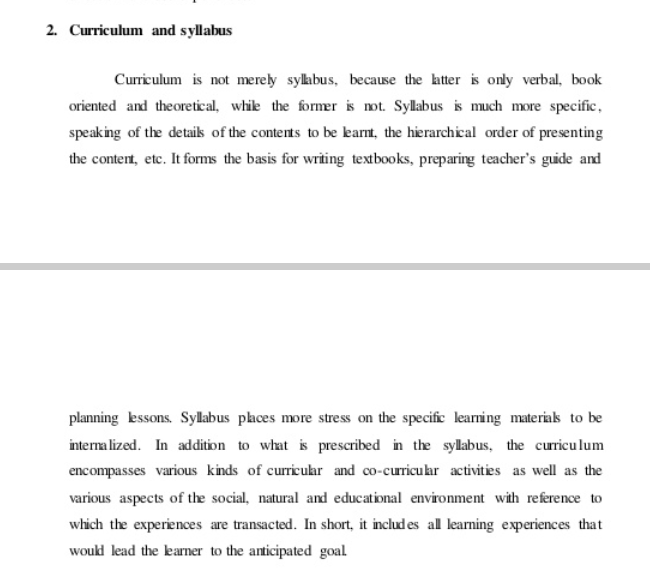 2. Curriculum and syllabus
Curriculum is not merely syllabus, because the latter is only verbal, book
oriented and theoretical, while the former is not. Syllabus is much more specific,
speaking of the details of the contents to be learnt, the hierarchical order of presenting
the content, etc. It forms the basis for writing textbooks, preparing teacher's guide and
planning lessons. Syllabus places more stress on the specific learning materials to be
internalized. In addition to what is prescribed in the syllabus, the curriculum
encompasses various kinds of curricular and co-curricular activities as well as the
various aspects of the social, natural and educational environment with reference to
which the experiences are transacted. In short, it includes all learning experiences that
would lead the learner to the anticipated goal.